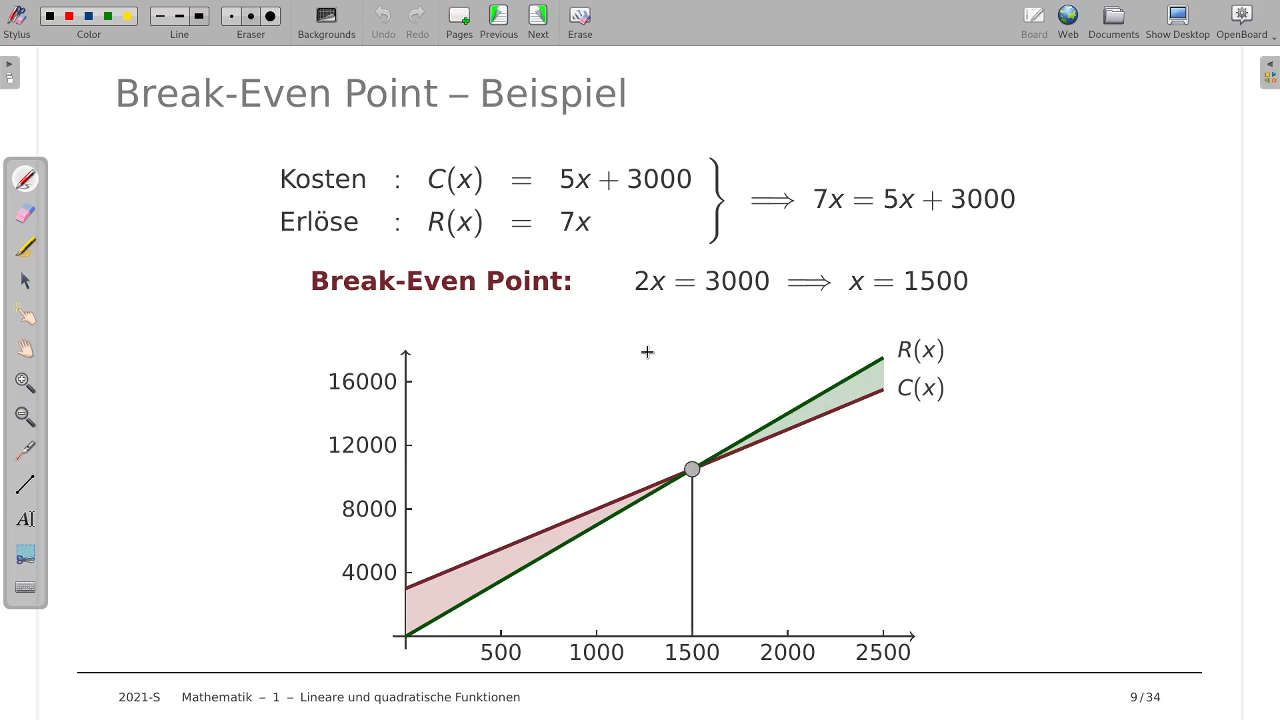 Stylus Color Line Eraser Backgrounds Undo Redo Pages Previous Next Erase Board Web Documents Show Desktop OpenBoard
Break-Even Point – Beispiel
Kosten : C(x) = 5x + 3000
Erlöse : R(x) = 7x
⟹ 7x = 5x + 3000
Break-Even Point: 2x = 3000 ⟹ x = 1500
R(x)
C(x)
16000
12000
8000
4000
500 1000 1500 2000 2500
2021-S Mathematik – 1 – Lineare und quadratische Funktionen 9 / 34
AI